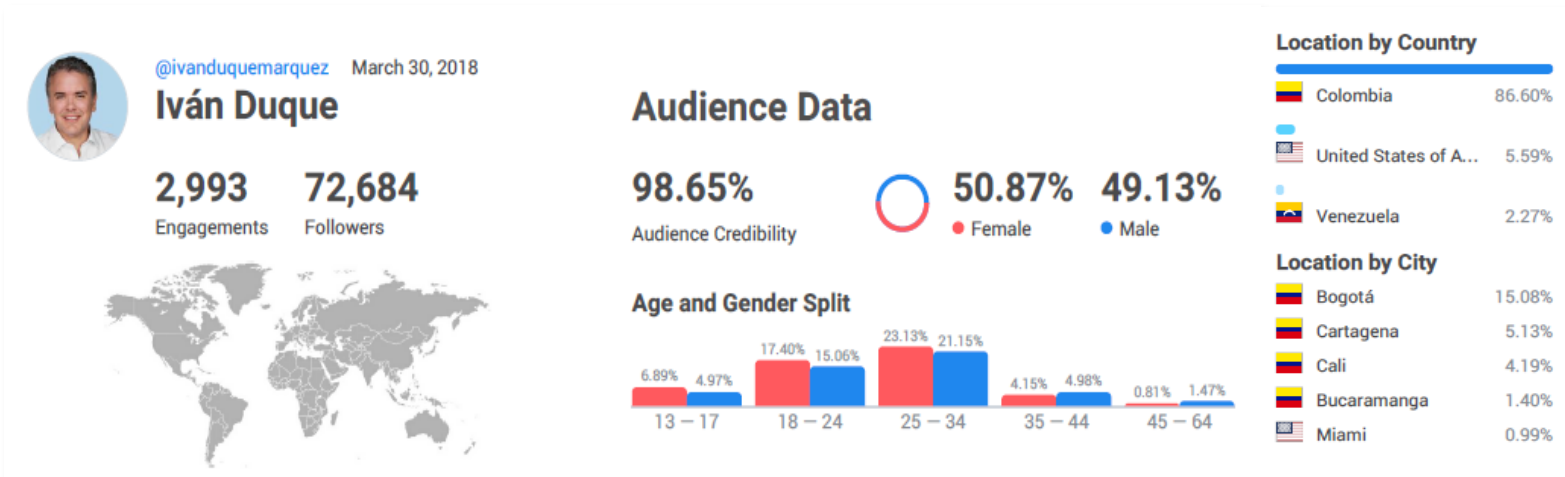 @ivanduquemarquez March 30, 2018
Iván Duque
2,993 72,684
Engagements Followers
Audience Data
98.65% 50.87% 49.13%
Audience Credibility Female Male
Age and Gender Split
6.89% 4.97% 17.40% 15.06% 23.13% 21.15% 4.15% 4.98% 0.81% 1.47%
13 – 17 18 – 24 25 – 34 35 – 44 45 – 64
Location by Country
Colombia 86.60%
United States of A... 5.59%
Venezuela 2.27%
Location by City
Bogotá 15.08%
Cartagena 5.13%
Cali 4.19%
Bucaramanga 1.40%
Miami 0.99%